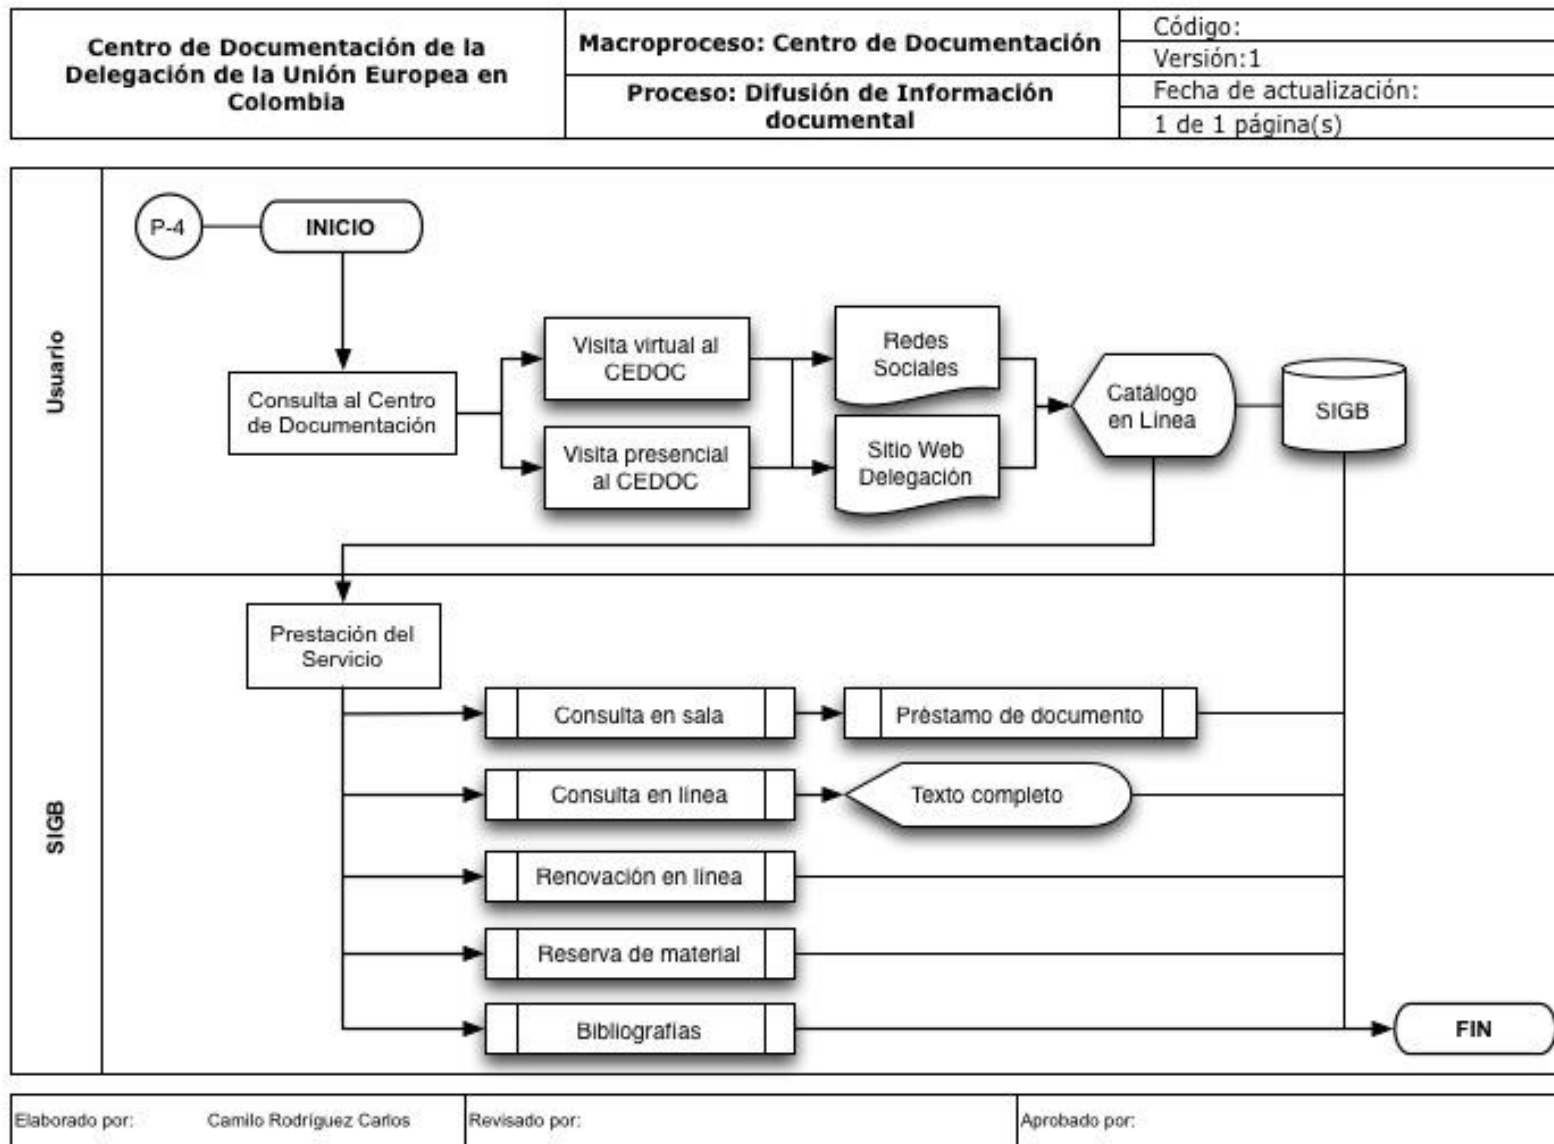 Centro de Documentación de la
Delegación de la Unión Europea en
Colombia
Macroproceso: Centro de Documentación
Proceso: Difusión de Información
documental
Código:
Versión:1
Fecha de actualización:
1 de 1 página(s)
Usuario
P-4
INICIO
Consulta al Centro
de Documentación
Visita virtual al
CEDOC
Visita presencial
al CEDOC
Redes
Sociales
Sitio Web
Delegación
Catálogo
en Línea
SIGB
SIGB
Prestación del
Servicio
Consulta en sala
Préstamo de documento
Consulta en línea
Texto completo
Renovación en línea
Reserva de material
Bibliografías
FIN
Elaborado por: Camilo Rodríguez Carlos
Revisado por:
Aprobado por: